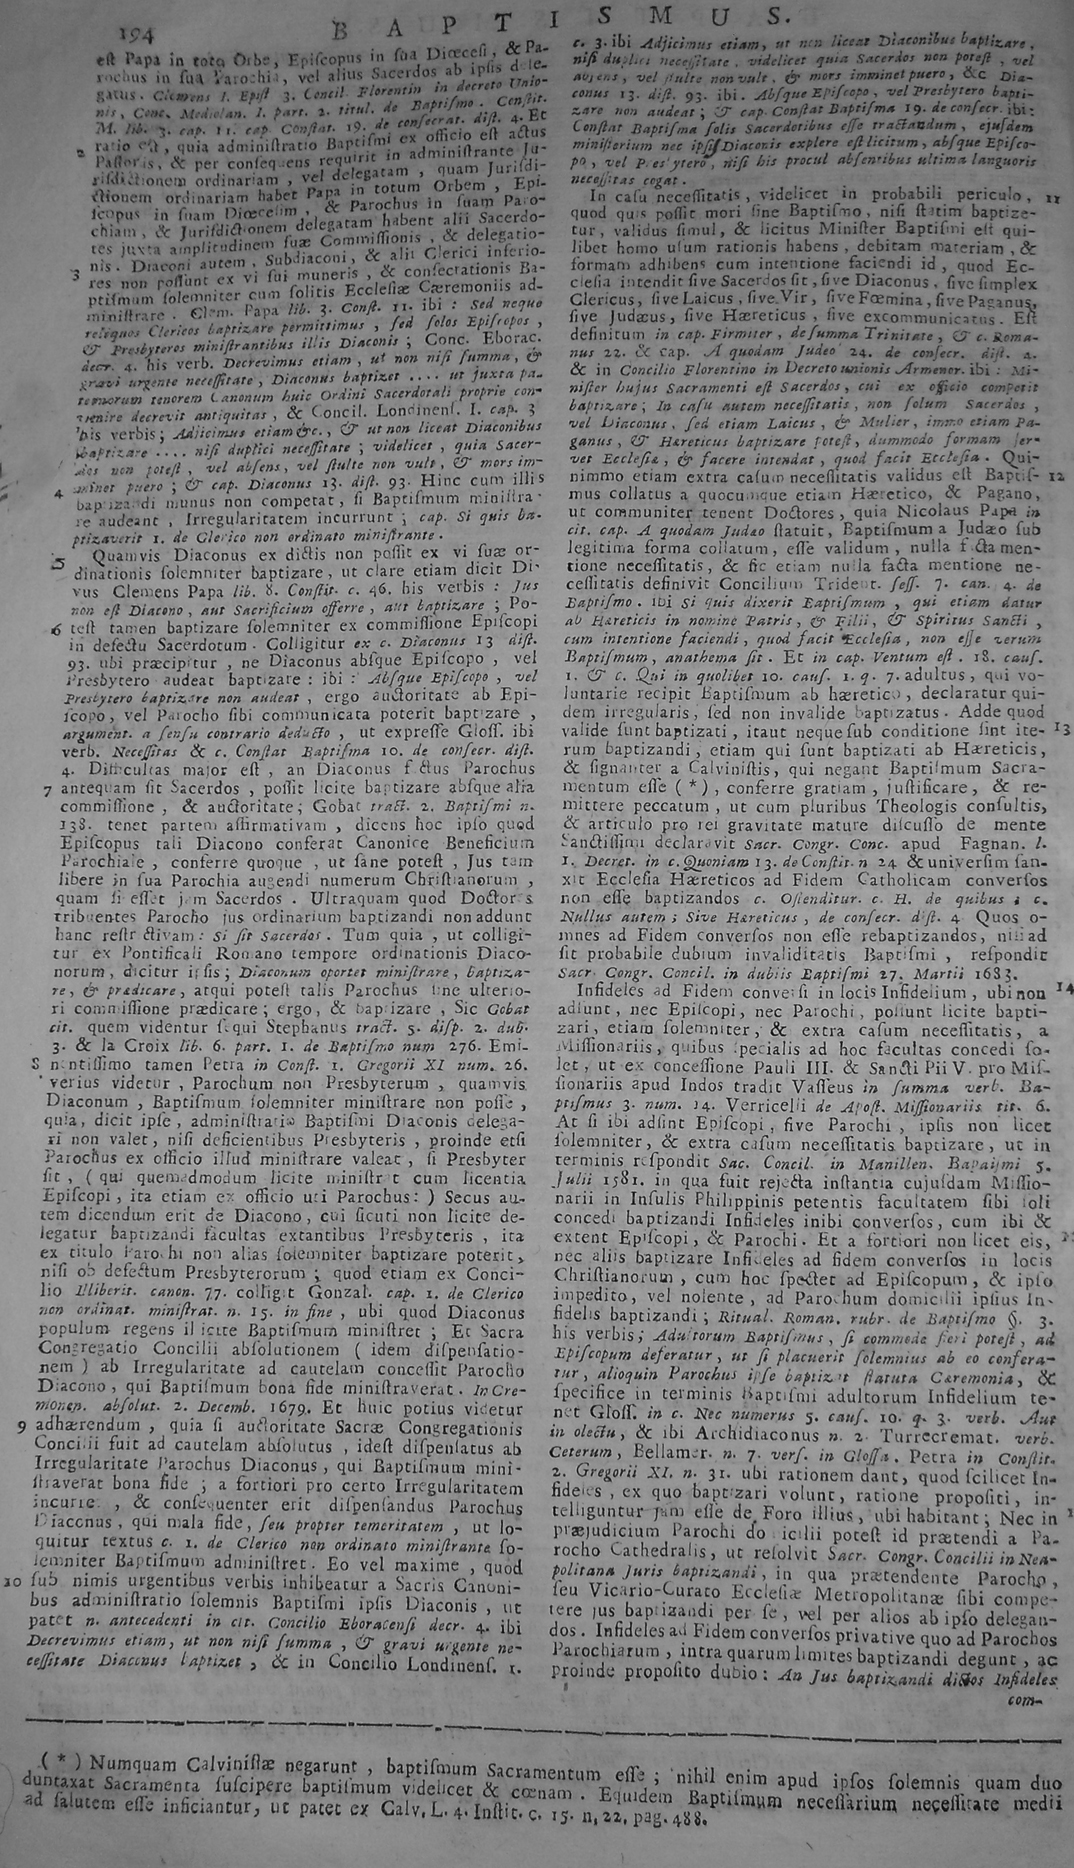 194
BAPTISMUS.
est Papa in toto Orbe, Episcopus in sua Diœcesi, & Pa-
rochus in sua Parochia, vel alius Sacerdos ab ipsis dele-
gatus. Clemens I. Epist 3. Concil. Florentin in decreto Unio-
nis, Conc. Mediolan. I. part. 2. titul. de Baptismo. Constit.
M. lib. 3. cap. 11. cap Constat. 19. de consecrat. dist. 4. Et
ratio est, quia administratio Baptismi ex officio est actus
2 Pastoris, & per consequens requirit in administrante Ju-
risdictionem ordinariam, vel delegatam, quam Jurisdi-
ctionem ordinariam habet Papa in totum Orbem, Epi-
scopus in suam Diœcesim, & Parochus in suam Paro-
chiam, & Jurisdictionem delegatam habent alii Sacerdo-
tes juxta amplitudinem suæ Commissionis, & delegatio-
nis. Diaconi autem, Subdiaconi, & alii Clerici inferio-
3 res non possunt ex vi sui muneris, & consecrationis Ba-
ptismum solemniter cum solitis Ecclesiæ Cæremoniis ad-
ministrare. Clem. Papa lib. 3. Const. 11. ibi: Sed neque
reliquos Clericos baptizare permittimus, sed solos Episcopos,
& Presbyteros ministrantibus illis Diaconis; Conc. Eborac.
decr. 4. his verb. Decrevimus etiam, ut non nisi summa, &
gravi urgente necessitate, Diaconus baptizet .... ut juxta pa-
ternorum tenorem Canonum huic Ordini Sacerdotali proprie con-
venire decrevit antiquitas, & Concil. Londinens. I. cap. 3
his verbis; Adjicimus etiam &c., & ut non liceat Diaconibus
baptizare .... nisi duplici necessitate; videlicet, quia Sacer-
dos non potest, vel absens, vel stulte non vult, & mors im-
minet puero; & cap. Diaconus 13. dist. 93. Hinc cum illis
4 baptizandi munus non competat, si Baptismum ministra-
re audeant, Irregularitatem incurrunt; cap. Si quis ba-
ptizaverit 1. de Clerico non ordinato ministrante.
5 Quamvis Diaconus ex dictis non possit ex vi suæ or-
dinationis solemniter baptizare, ut clare etiam dicit Di-
vus Clemens Papa lib. 8. Constit. c. 46. his verbis: Jus
non est Diacono, aut Sacrificium offerre, aut baptizare; Po-
6 test tamen baptizare solemniter ex commissione Episcopi
in defectu Sacerdotum. Colligitur ex c. Diaconus 13 dist.
93. ubi præcipitur, ne Diaconus absque Episcopo, vel
Presbytero audeat baptizare: ibi: Absque Episcopo, vel
Presbytero baptizare non audeant, ergo auctoritate ab Epi-
scopo, vel Parocho sibi communicata poterit baptizare,
argument. a sensu contrario deducto, ut expresse Gloss. ibi
verb. Necessitas & c. Constat Baptisma 10. de consecr. dist.
4. Difficultas major est, an Diaconus factus Parochus
7 antequam sit Sacerdos, possit licite baptizare absque alia
commissione, & auctoritate; Gobat tract. 2. Baptismi n.
138. tenet partem affirmativam, dicens hoc ipso quod
Episcopus tali Diacono conferat Canonice Beneficium
Parochiale, conferre quoque, ut sane potest, Jus tam
libere in sua Parochia augendi numerum Christianorum,
quam si esset jam Sacerdos. Ultraquam quod Doctores
tribuentes Parocho jus ordinarium baptizandi non addunt
hanc restrictivam: Si sit Sacerdos. Tum quia, ut colligi-
tur ex Pontificali Romano tempore ordinationis Diaco-
norum, dicitur ipsis; Diaconum oportet ministrare, baptiza-
re, & prædicare, atqui potest talis Parochus sine ulterio-
ri commissione prædicare; ergo, & baptizare, Sic Gobat
cit. quem videntur sequi Stephanus tract. 5. disp. 2. dub.
3. & la Croix lib. 6. part. 1. de Baptismo num 276. Emi-
8 nentissimo tamen Petra in Const. 1. Gregorii XI num. 26.
verius videtur, Parochum non Presbyterum, quamvis
Diaconum, Baptismum solemniter ministrare non posse,
quia, dicit ipse, administratio Baptismi Diaconis delega-
ri non valet, nisi deficientibus Presbyteris, proinde etsi
Parochus ex officio illud ministrare valeat, si Presbyter
sit, (qui quemadmodum licite ministrat cum licentia
Episcopi, ita etiam ex officio uti Parochus:) Secus au-
tem dicendum erit de Diacono, cui sicuti non licite de-
legatur baptizandi facultas extantibus Presbyteris, ita
ex titulo Parochi non alias solemniter baptizare poterit,
nisi ob defectum Presbyterorum; quod etiam ex Conci-
lio Illiberit. canon. 77. colligit Gonzal. cap. 1. de Clerico
non ordinat. ministrat. n. 15. in fine, ubi quod Diaconus
populum regens illicite Baptismum ministret; Et Sacra
Congregatio Concilii absolutionem (idem dispensatio-
nem) ab Irregularitate ad cautelam concessit Parocho
Diacono, qui Baptismum bona fide ministraverat. In Cre-
monen. absolut. 2. Decemb. 1679. Et huic potius videtur
9 adhærendum, quia si auctoritate Sacræ Congregationis
Concilii fuit ad cautelam absolutus, idest dispensatus ab
Irregularitate Parochus Diaconus, qui Baptismum mini-
straverat bona fide; a fortiori pro certo Irregularitatem
incurret, & consequenter erit dispensandus Parochus
Diaconus, qui mala fide, seu propter temeritatem, ut lo-
quitur textus c. 1. de Clerico non ordinato ministrante so-
lemniter Baptismum administret. Eo vel maxime, quod
10 sub nimis urgentibus verbis inhibeatur a Sacris Canoni-
bus administratio solemnis Baptismi ipsis Diaconis, ut
patet n. antecedenti in cit. Concilio Eboracensi decr. 4. ibi
Decrevimus etiam, ut non nisi summa, & gravi urgente ne-
cessitate Diaconus baptizet, & in Concilio Londinens. 1.
c. 3. ibi Adjicimus etiam, ut non liceat Diaconibus baptizare,
nisi duplici necessitate, videlicet quia Sacerdos non potest, vel
absens, vel stulte non vult, & mors imminet puero, &c Dia-
conus 13. dist. 93. ibi. Absque Episcopo, vel Presbytero bapti-
zare non audeat; & cap. Constat Baptisma 19. de consecr. ibi:
Constat Baptisma solis Sacerdotibus esse tractandum, ejusdem
ministerium nec ipsis Diaconis explere est licitum, absque Episco-
po, vel Presbytero, nisi his procul absentibus ultima languoris
necessitas cogat.
In casu necessitatis, videlicet in probabili periculo, 11
quod quis possit mori sine Baptismo, nisi statim baptize-
tur, validus simul, & licitus Minister Baptismi est qui-
libet homo usum rationis habens, debitam materiam, &
formam adhibens cum intentione faciendi id, quod Ec-
clesia intendit sive Sacerdos sit, sive Diaconus, sive simplex
Clericus, sive Laicus, sive Vir, sive Fœmina, sive Paganus,
sive Judæus, sive Hæreticus, sive excommunicatus. Est
definitum in cap. Firmiter, de summa Trinitate, & c. Roma-
nus 22. & cap. A quodam Judeo 24. de consecr. dist. 4.
& in Concilio Florentino in Decreto unionis Armenor. ibi: Mi-
nister hujus Sacramenti est Sacerdos, cui ex officio competit
baptizare; In casu autem necessitatis, non solum Sacerdos,
vel Diaconus, sed etiam Laicus, & Mulier, immo etiam Pa-
ganus, & Hæreticus baptizare potest, dummodo formam ser-
vet Ecclesiæ, & facere intendat, quod facit Ecclesia. Qui-
nimmo etiam extra casum necessitatis validus est Baptis- 12
mus collatus a quocumque etiam Hæretico, & Pagano,
ut communiter tenent Doctores, quia Nicolaus Papa in
cit. cap. A quodam Judæo statuit, Baptismum a Judæo sub
legitima forma collatum, esse validum, nulla facta men-
tione necessitatis, & sic etiam nulla facta mentione ne-
cessitatis definivit Concilium Trident. sess. 7. can. 4. de
Baptismo. ibi Si quis dixerit Baptismum, qui etiam datur
ab Hæreticis in nomine Patris, & Filii, & Spiritus Sancti,
cum intentione faciendi, quod facit Ecclesia, non esse verum
Baptismum, anathema sit. Et in cap. Ventum est. 18. caus.
1. & c. Qui in quolibet 10. caus. 1. q. 7. adultus, qui vo-
luntarie recipit Baptismum ab hæretico, declaratur qui-
dem irregularis, sed non invalide baptizatus. Adde quod
valide sunt baptizati, itaut neque sub conditione sint ite- 13
rum baptizandi, etiam qui sunt baptizati ab Hæreticis,
& signanter a Calvinistis, qui negant Baptismum Sacra-
mentum esse (*), conferre gratiam, justificare, & re-
mittere peccatum, ut cum pluribus Theologis consultis,
& articulo pro rei gravitate mature discusso de mente
Sanctissimi declaravit Sacr. Congr. Conc. apud Fagnan. l.
1. Decret. in c. Quoniam 13. de Constit. n 24 & universim san-
xit Ecclesia Hæreticos ad Fidem Catholicam conversos
non esse baptizandos c. Ostenditur. c. H. de quibus; c.
Nullus autem; Sive Hæreticus, de consecr. dist. 4 Quos o-
mnes ad Fidem conversos non esse rebaptizandos, nisi ad
sit probabile dubium invaliditatis Baptismi, respondit
Sacr. Congr. Concil. in dubiis Baptismi 27. Martii 1683.
Infideles ad Fidem conversi in locis Infidelium, ubi non 14
adsunt, nec Episcopi, nec Parochi, possunt licite bapti-
zari, etiam solemniter, & extra casum necessitatis, a
Missionariis, quibus specialis ad hoc facultas concedi so-
let, ut ex concessione Pauli III. & Sancti Pii V. pro Mis-
sionariis apud Indos tradit Vasseus in summa verb. Ba-
ptismus 3. num. 14. Verricelli de Apost. Missionariis tit. 6.
At si ibi adsint Episcopi, sive Parochi, ipsis non licet
solemniter, & extra casum necessitatis baptizare, ut in
terminis respondit Sac. Concil. in Manillen. Baptismi 5.
Julii 1581. in qua fuit rejecta instantia cujusdam Missio-
narii in Insulis Philippinis petentis facultatem sibi soli
concedi baptizandi Infideles inibi conversos, cum ibi &
extent Episcopi, & Parochi. Et a fortiori non licet eis,
nec aliis baptizare Infideles ad fidem conversos in locis
Christianorum, cum hoc spectet ad Episcopum, & ipso
impedito, vel nolente, ad Parochum domicilii ipsius In-
fidelis baptizandi; Ritual. Roman. rubr. de Baptismo §. 3.
his verbis; Adultorum Baptismus, si commode fieri potest, ad
Episcopum deferatur, ut si placuerit solemnius ab eo confera-
tur, alioquin Parochus ipse baptizet statuta Cæremonia, &
specifice in terminis Baptismi adultorum Infidelium te-
net Gloss. in c. Nec numerus 5. caus. 10. q. 3. verb. Aut
in olectu, & ibi Archidiaconus n. 2. Turrecremat. verb.
Ceterum, Bellamer. n. 7. vers. in Glossa. Petra in Constit.
2. Gregorii XI. n. 31. ubi rationem dant, quod scilicet In-
fideles, ex quo baptizari volunt, ratione propositi, in-
telliguntur jam esse de Foro illius, ubi habitant; Nec in
præjudicium Parochi domicilii potest id prætendi a Pa-
rocho Cathedralis, ut resolvit Sacr. Congr. Concilii in Nea-
politana Juris baptizandi, in qua prætendente Parocho,
seu Vicario-Curato Ecclesiæ Metropolitanæ sibi compe-
tere jus baptizandi per se, vel per alios ab ipso delegan-
dos. Infideles ad Fidem conversos privative quo ad Parochos
Parochiarum, intra quarum limites baptizandi degunt, ac
proinde proposito dubio: An Jus baptizandi dictos Infideles
com-
(*) Numquam Calvinistæ negarunt, baptismum Sacramentum esse; nihil enim apud ipsos solemnis quam duo
duntaxat Sacramenta suscipere baptismum videlicet & cœnam. Equidem Baptismum necessarium necessitate medii
ad salutem esse inficiantur, ut patet ex Calv. L. 4. Instit. c. 15. n. 22. pag. 488.